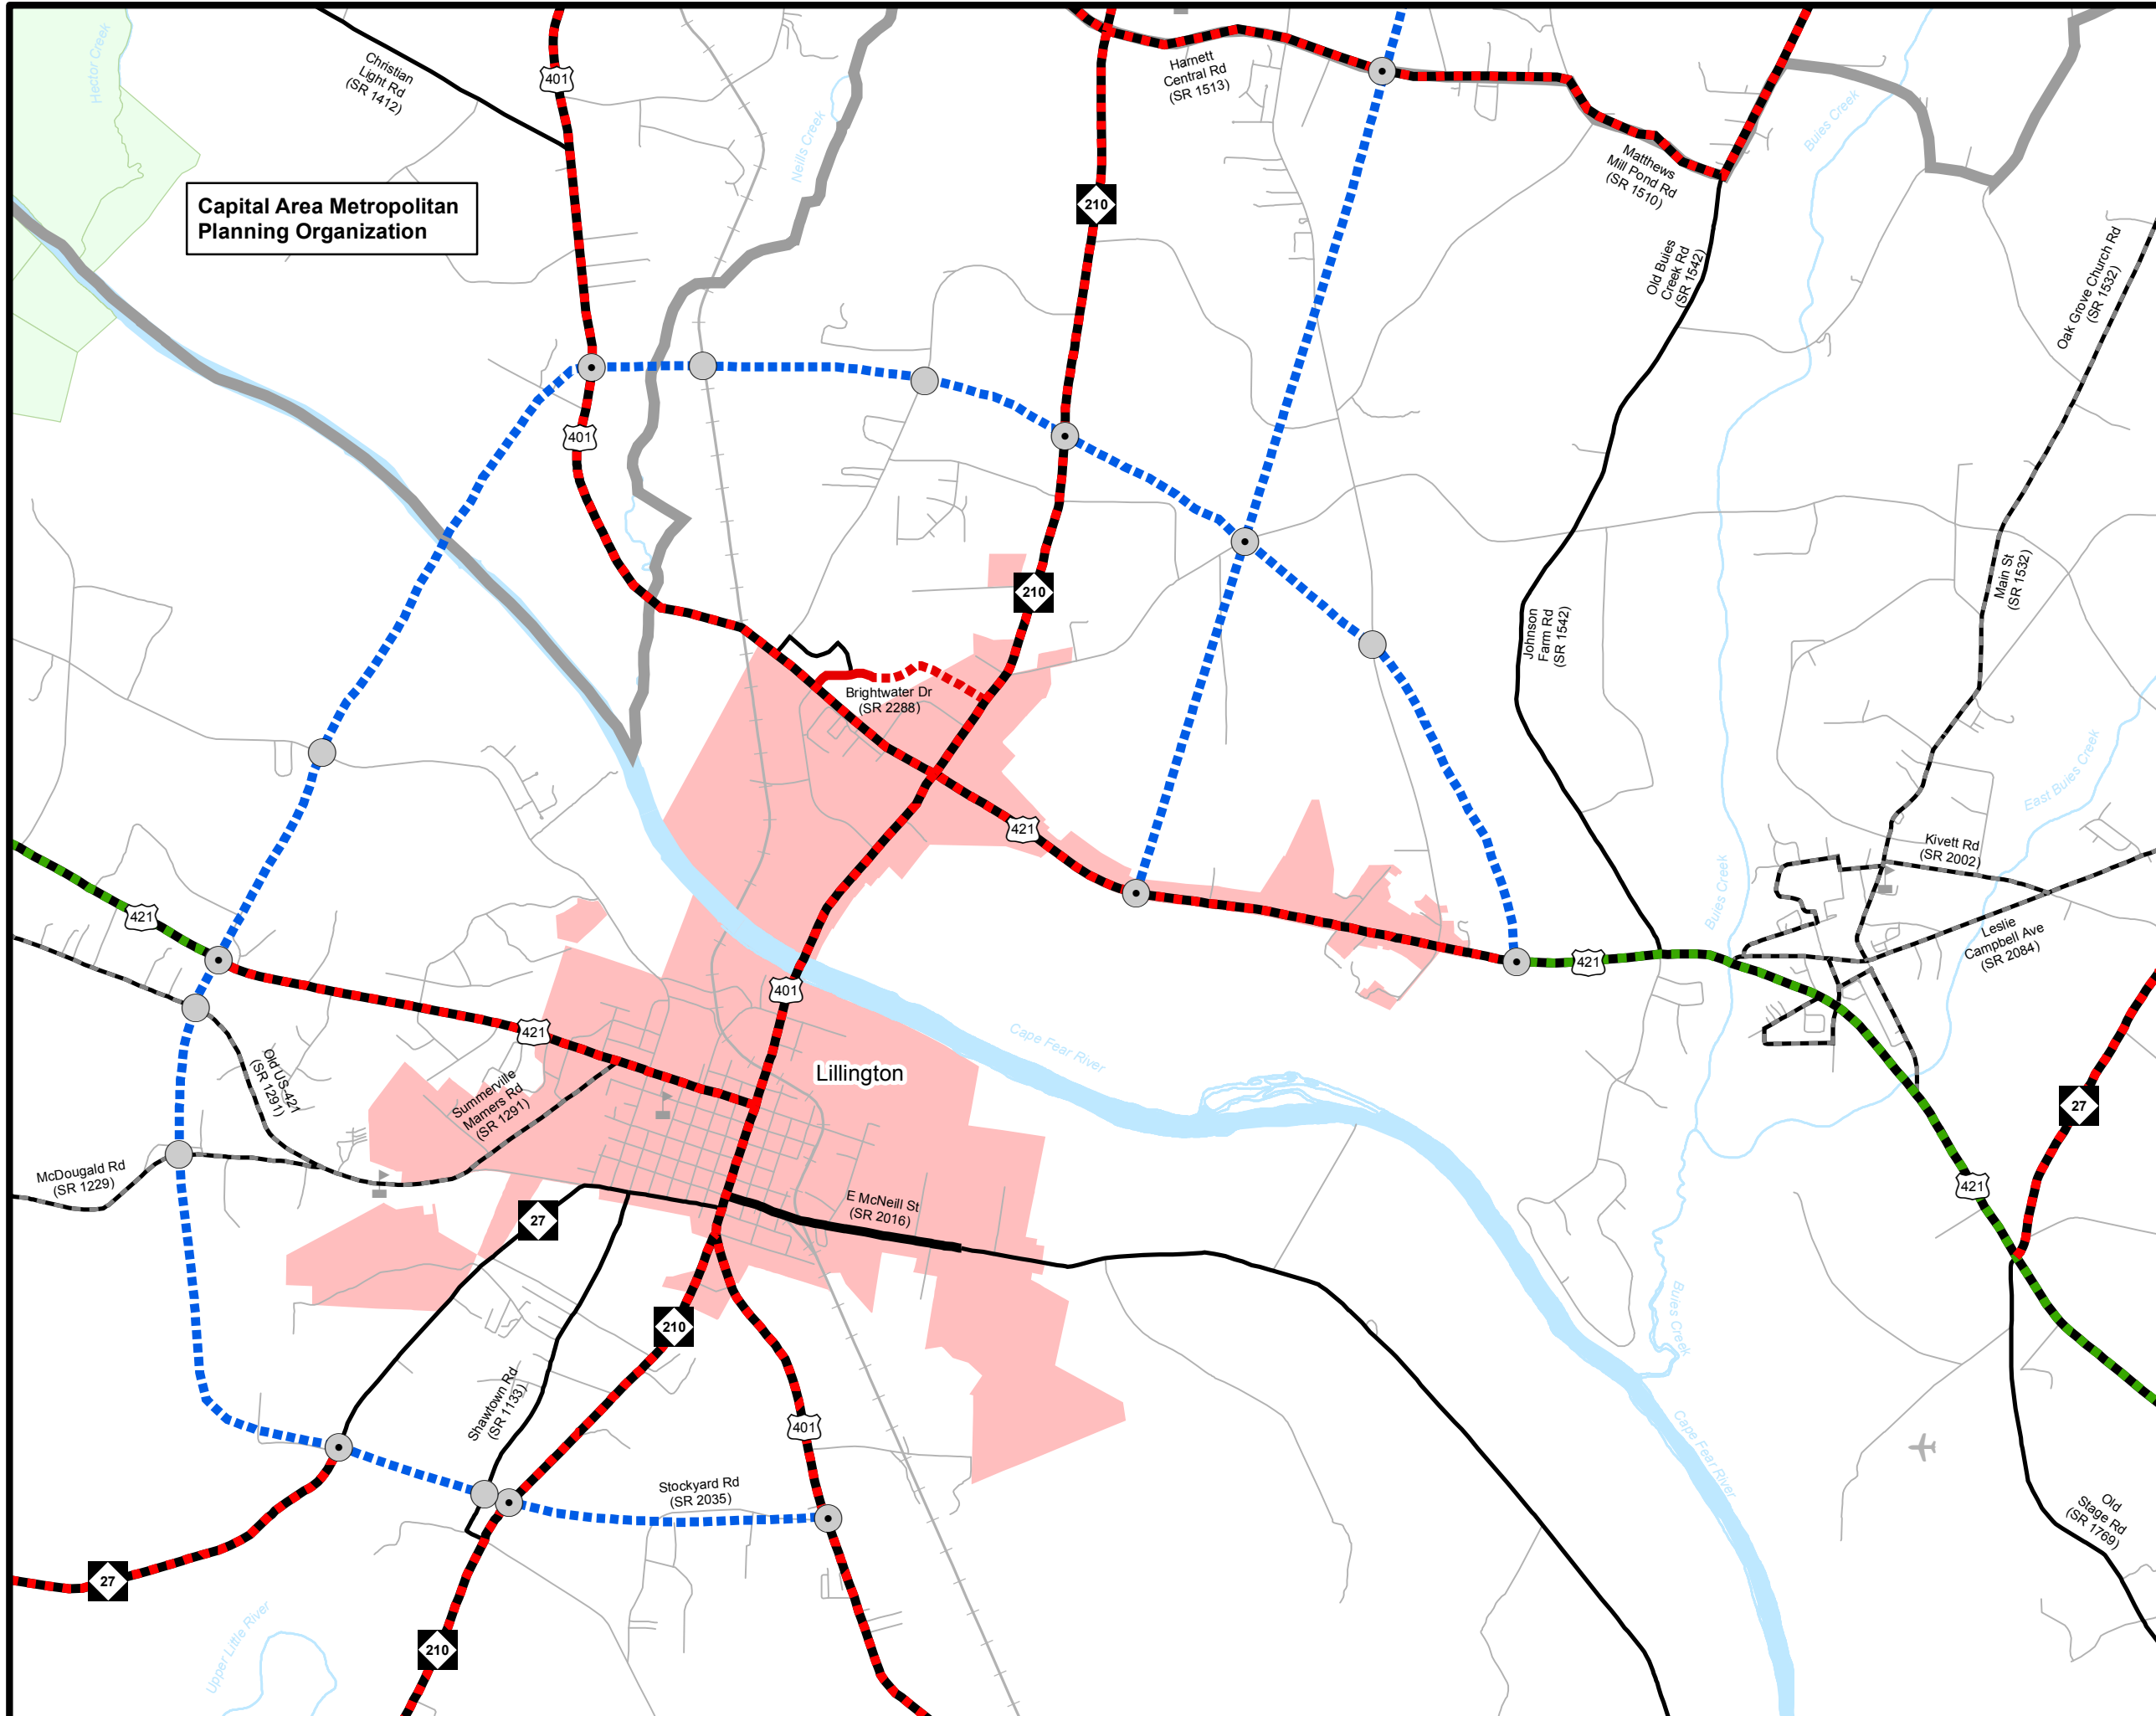 Hector Creek
Christian
Light Rd
(SR 1412)
401
Neills Creek
Harnett
Central Rd
(SR 1513)
Buies Creek
Matthews
Mill Pond Rd
(SR 1510)
Capital Area Metropolitan
Planning Organization
210
Old Buies
Creek Rd
(SR 1542)
Oak Grove Church Rd
(SR 1532)
401
210
Main St
(SR 1532)
Johnson
Farm Rd
(SR 1542)
Brightwater Dr
(SR 2288)
East Buies Creek
421
Kivett Rd
(SR 2002)
Buies Creek
421
Leslie
Campbell Ave
(SR 2084)
421
401
421
Cape Fear River
Old US-421
(SR 1291)
Lillington
Summerville
Mamers Rd
(SR 1291)
27
McDougald Rd
(SR 1229)
421
27
E McNeill St
(SR 2016)
210
Buies Creek
Shawtown Rd
(SR 1133)
401
Cape Fear River
Stockyard Rd
(SR 2035)
Old
Stage Rd
(SR 1769)
27
Upper Little River
210